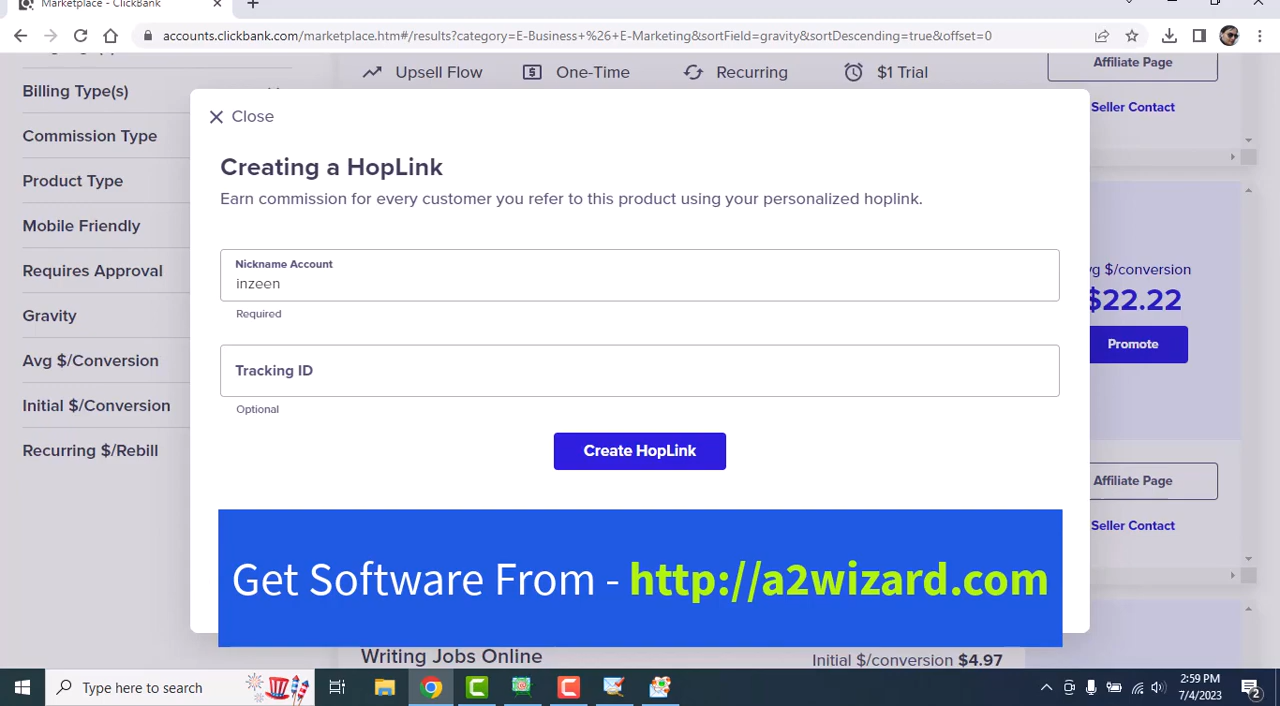 Marketplace - ClickBank
accounts.clickbank.com/marketplace.htm#/results?category=E-Business+%26+E-Marketing&sortField=gravity&sortDescending=true&offset=0
Upsell Flow One-Time Recurring $1 Trial
Affiliate Page
Seller Contact
Billing Type(s)
Commission Type
Product Type
Mobile Friendly
Requires Approval
Gravity
Avg $/Conversion
Initial $/Conversion
Recurring $/Rebill
Close
Creating a HopLink
Earn commission for every customer you refer to this product using your personalized hoplink.
Nickname Account
inzeen
Required
Tracking ID
Optional
Create HopLink
vg $/conversion
$22.22
Promote
Affiliate Page
Seller Contact
Get Software From - http://a2wizard.com
Writing Jobs Online
Initial $/conversion $4.97
Type here to search
2:59 PM
7/4/2023
2